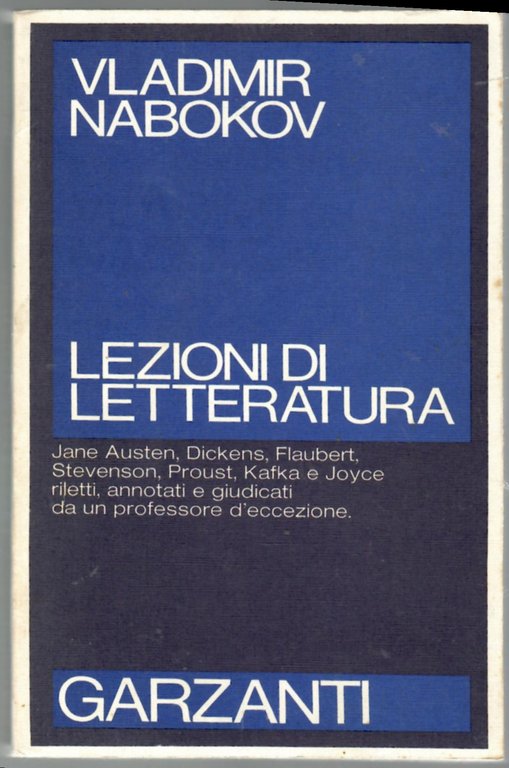 VLADIMIR
NABOKOV
LEZIONI DI
LETTERATURA
Jane Austen, Dickens, Flaubert,
Stevenson, Proust, Kafka e Joyce
riletti, annotati e giudicati
da un professore d'eccezione.
GARZANTI